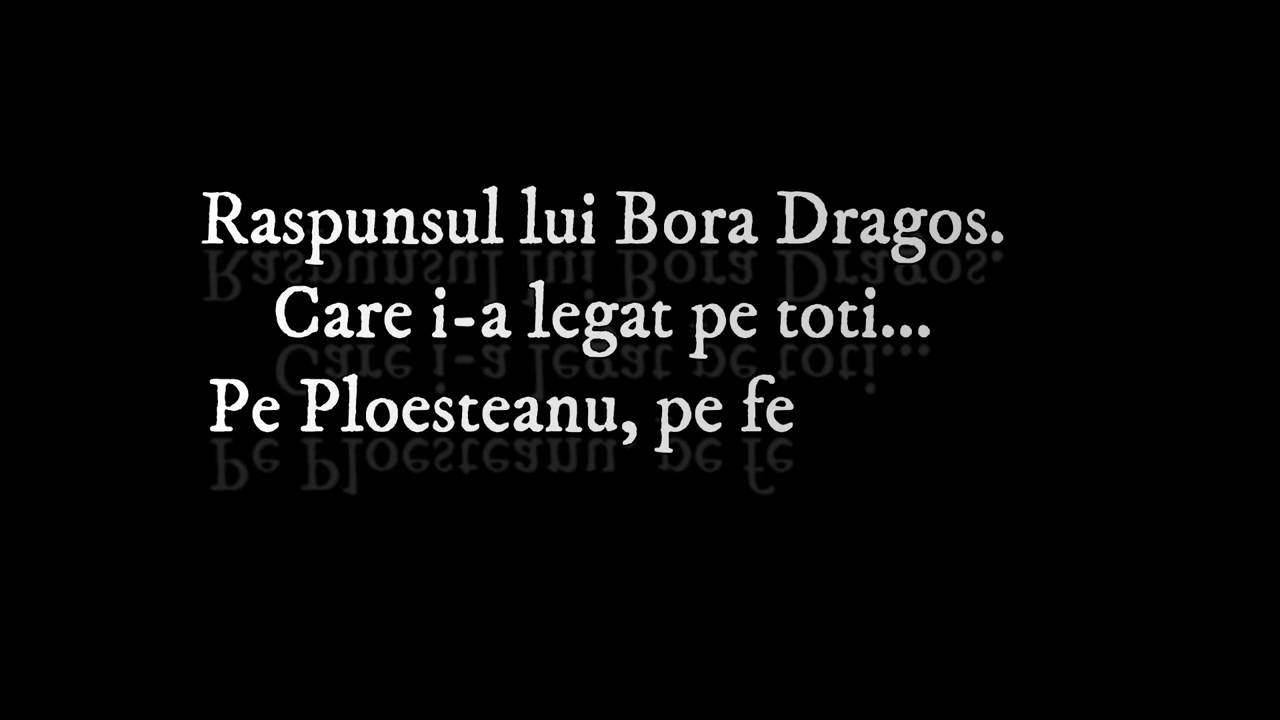 Raspunsul lui Bora Dragos.
Care i-a legat pe toti...
Pe Ploesteanu, pe fe